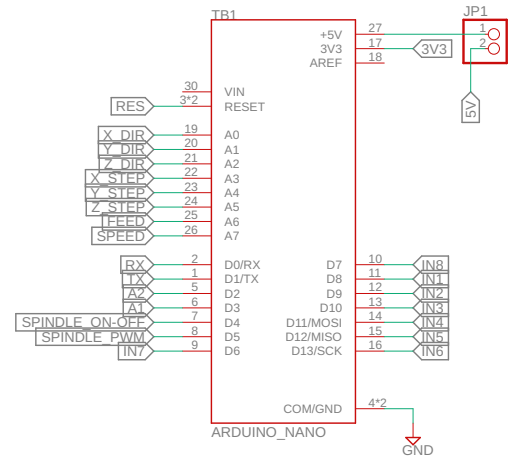 TB1
JP1
+5V 27 1
3V3 17 3V3 2
AREF 18
5V
30 VIN
RES 3*2 RESET
X_DIR 19 A0
Y_DIR 20 A1
Z_DIR 21 A2
X_STEP 22 A3
Y_STEP 23 A4
Z_STEP 24 A5
FEED 25 A6
SPEED 26 A7
RX 2 D0/RX D7 10 IN8
TX 1 D1/TX D8 11 IN1
A2 5 D2 D9 12 IN2
A1 6 D3 D10 13 IN3
SPINDLE_ON-OFF 7 D4 D11/MOSI 14 IN4
SPINDLE_PWM 8 D5 D12/MISO 15 IN5
IN7 9 D6 D13/SCK 16 IN6
COM/GND 4*2
ARDUINO_NANO
GND